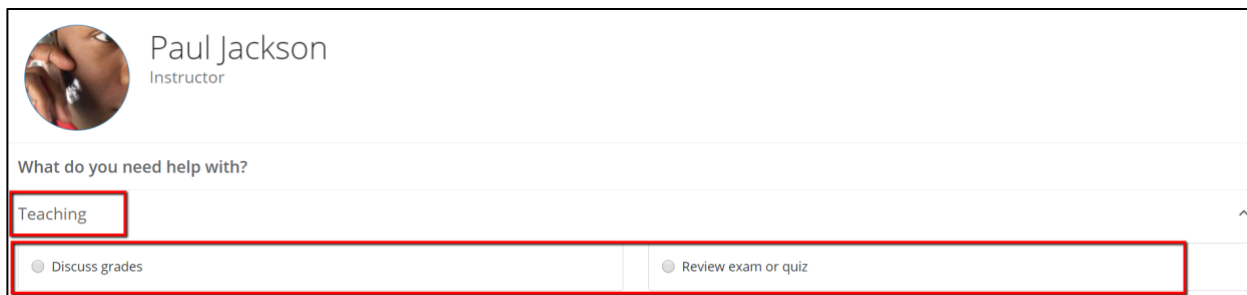 Paul Jackson
Instructor
What do you need help with?
Teaching
Discuss grades
Review exam or quiz